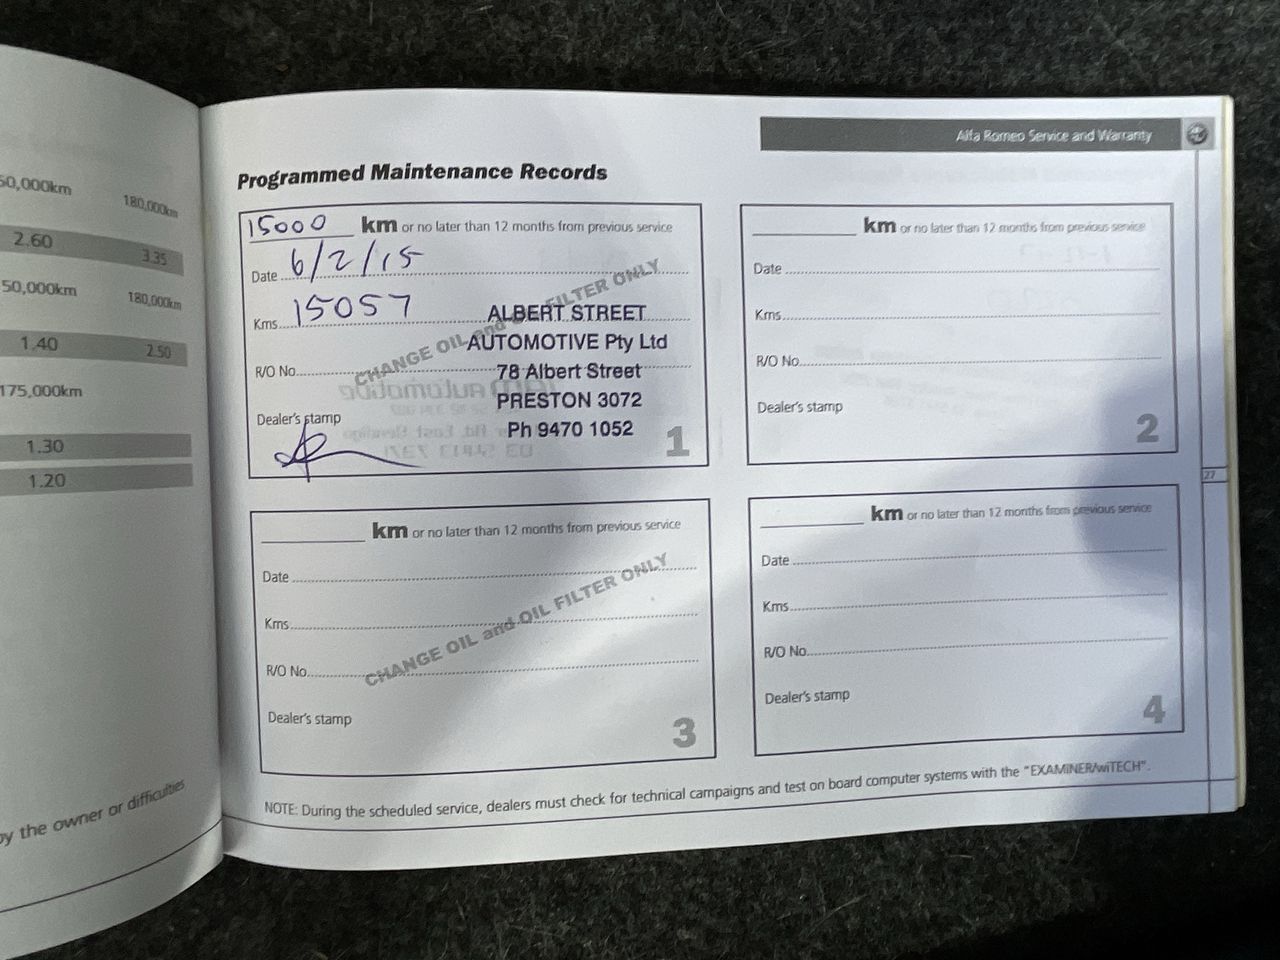 50,000km 180,000km
2.60 3.35
50,000km 180,000km
1.40 2.50
175,000km
1.30
1.20
by the owner or difficulties
Alfa Romeo Service and Warranty
Programmed Maintenance Records
15000 km or no later than 12 months from previous service
Date 6/2/15
Kms 15057
R/O No.
Dealer's stamp
CHANGE OIL and OIL FILTER ONLY
ALBERT STREET
AUTOMOTIVE Pty Ltd
78 Albert Street
PRESTON 3072
Ph 9470 1052
1
km or no later than 12 months from previous service
Date
Kms
R/O No.
Dealer's stamp
2
km or no later than 12 months from previous service
Date
Kms
R/O No.
Dealer's stamp
CHANGE OIL and OIL FILTER ONLY
3
km or no later than 12 months from previous service
Date
Kms
R/O No.
Dealer's stamp
4
27
NOTE: During the scheduled service, dealers must check for technical campaigns and test on board computer systems with the "EXAMINER/wiTECH".